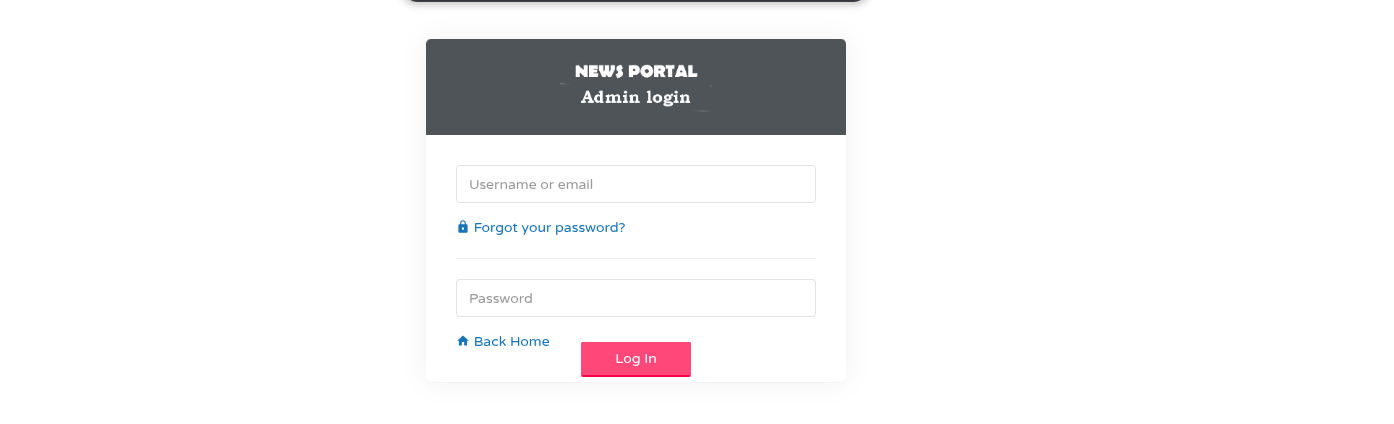 NEWS PORTAL
Admin login
Username or email
Forgot your password?
Password
Back Home
Log In